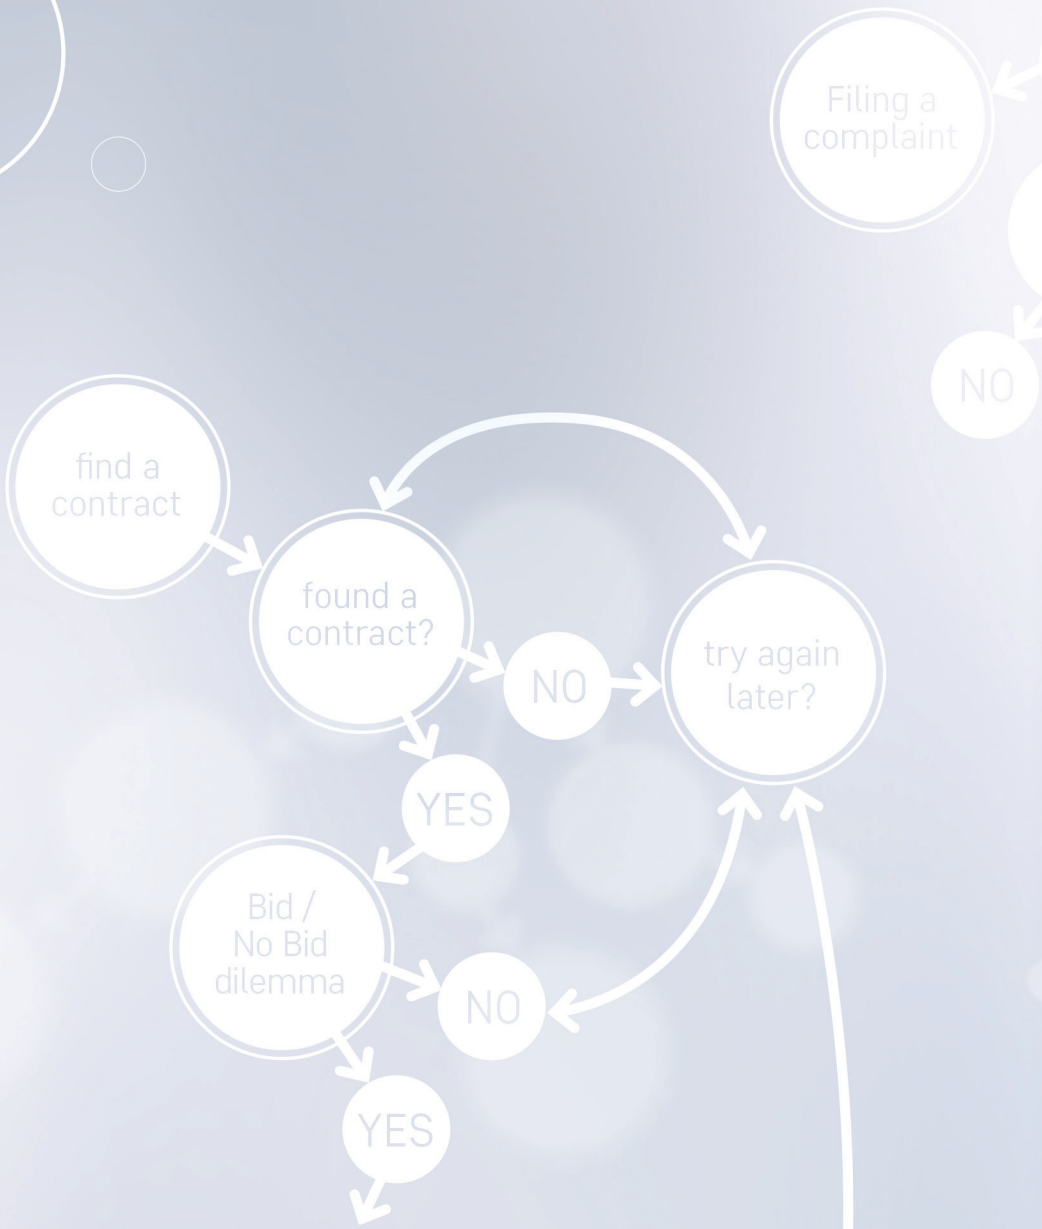 Filing a
complaint
NO
find a
contract
found a
contract?
NO
try again
later?
YES
Bid /
No Bid
dilemma
NO
YES